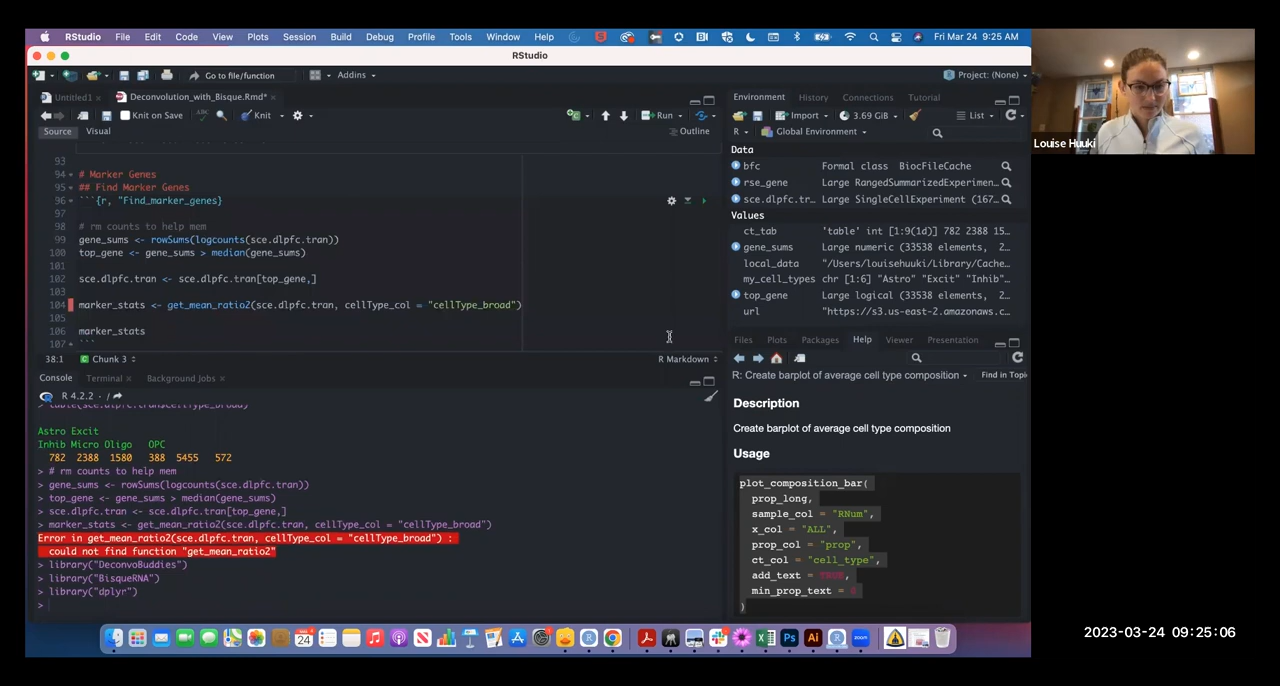 RStudio File Edit Code View Plots Session Build Debug Profile Tools Window Help Fri Mar 24 9:25 AM
RStudio
Go to file/function Addins Project: (None)
Untitled1 Deconvolution_with_Bisque.Rmd*
Knit on Save Knit Run
Source Visual Outline
93
94 # Marker Genes
95 ## Find Marker Genes
96 ```{r, "Find_marker_genes}
97
98 # rm counts to help mem
99 gene_sums <- rowSums(logcounts(sce.dlpfc.tran))
100 top_gene <- gene_sums > median(gene_sums)
101
102 sce.dlpfc.tran <- sce.dlpfc.tran[top_gene,]
103
104 marker_stats <- get_mean_ratio2(sce.dlpfc.tran, cellType_col = "cellType_broad")
105
106 marker_stats
107 ```
38:1 Chunk 3 R Markdown
Console Terminal Background Jobs
R 4.2.2 · /
> table(sce.dlpfc.tran$cellType_broad)
Astro Excit
Inhib Micro Oligo OPC
782 2388 1580 388 5455 572
> # rm counts to help mem
> gene_sums <- rowSums(logcounts(sce.dlpfc.tran))
> top_gene <- gene_sums > median(gene_sums)
> sce.dlpfc.tran <- sce.dlpfc.tran[top_gene,]
> marker_stats <- get_mean_ratio2(sce.dlpfc.tran, cellType_col = "cellType_broad")
Error in get_mean_ratio2(sce.dlpfc.tran, cellType_col = "cellType_broad") :
could not find function "get_mean_ratio2"
> library("DeconvoBuddies")
> library("BisqueRNA")
> library("dplyr")
>
Environment History Connections Tutorial
Import 3.69 GiB List
R Global Environment
Data
bfc Formal class BiocFileCache
rse_gene Large RangedSummarizedExperimen…
sce.dlpfc.tr… Large SingleCellExperiment (167…
Values
ct_tab 'table' int [1:9(1d)] 782 2388 15…
gene_sums Large numeric (33538 elements, 2…
local_data "/Users/louisehuuki/Library/Cache…
my_cell_types chr [1:6] "Astro" "Excit" "Inhib"…
top_gene Large logical (33538 elements, 2…
url "https://s3.us-east-2.amazonaws.c…
Files Plots Packages Help Viewer Presentation
R: Create barplot of average cell type composition Find in Topi
Description
Create barplot of average cell type composition
Usage
plot_composition_bar(
prop_long,
sample_col = "RNum",
x_col = "ALL",
prop_col = "prop",
ct_col = "cell_type",
add_text = TRUE,
min_prop_text = 0
)
Louise Huuki
2023-03-24 09:25:06